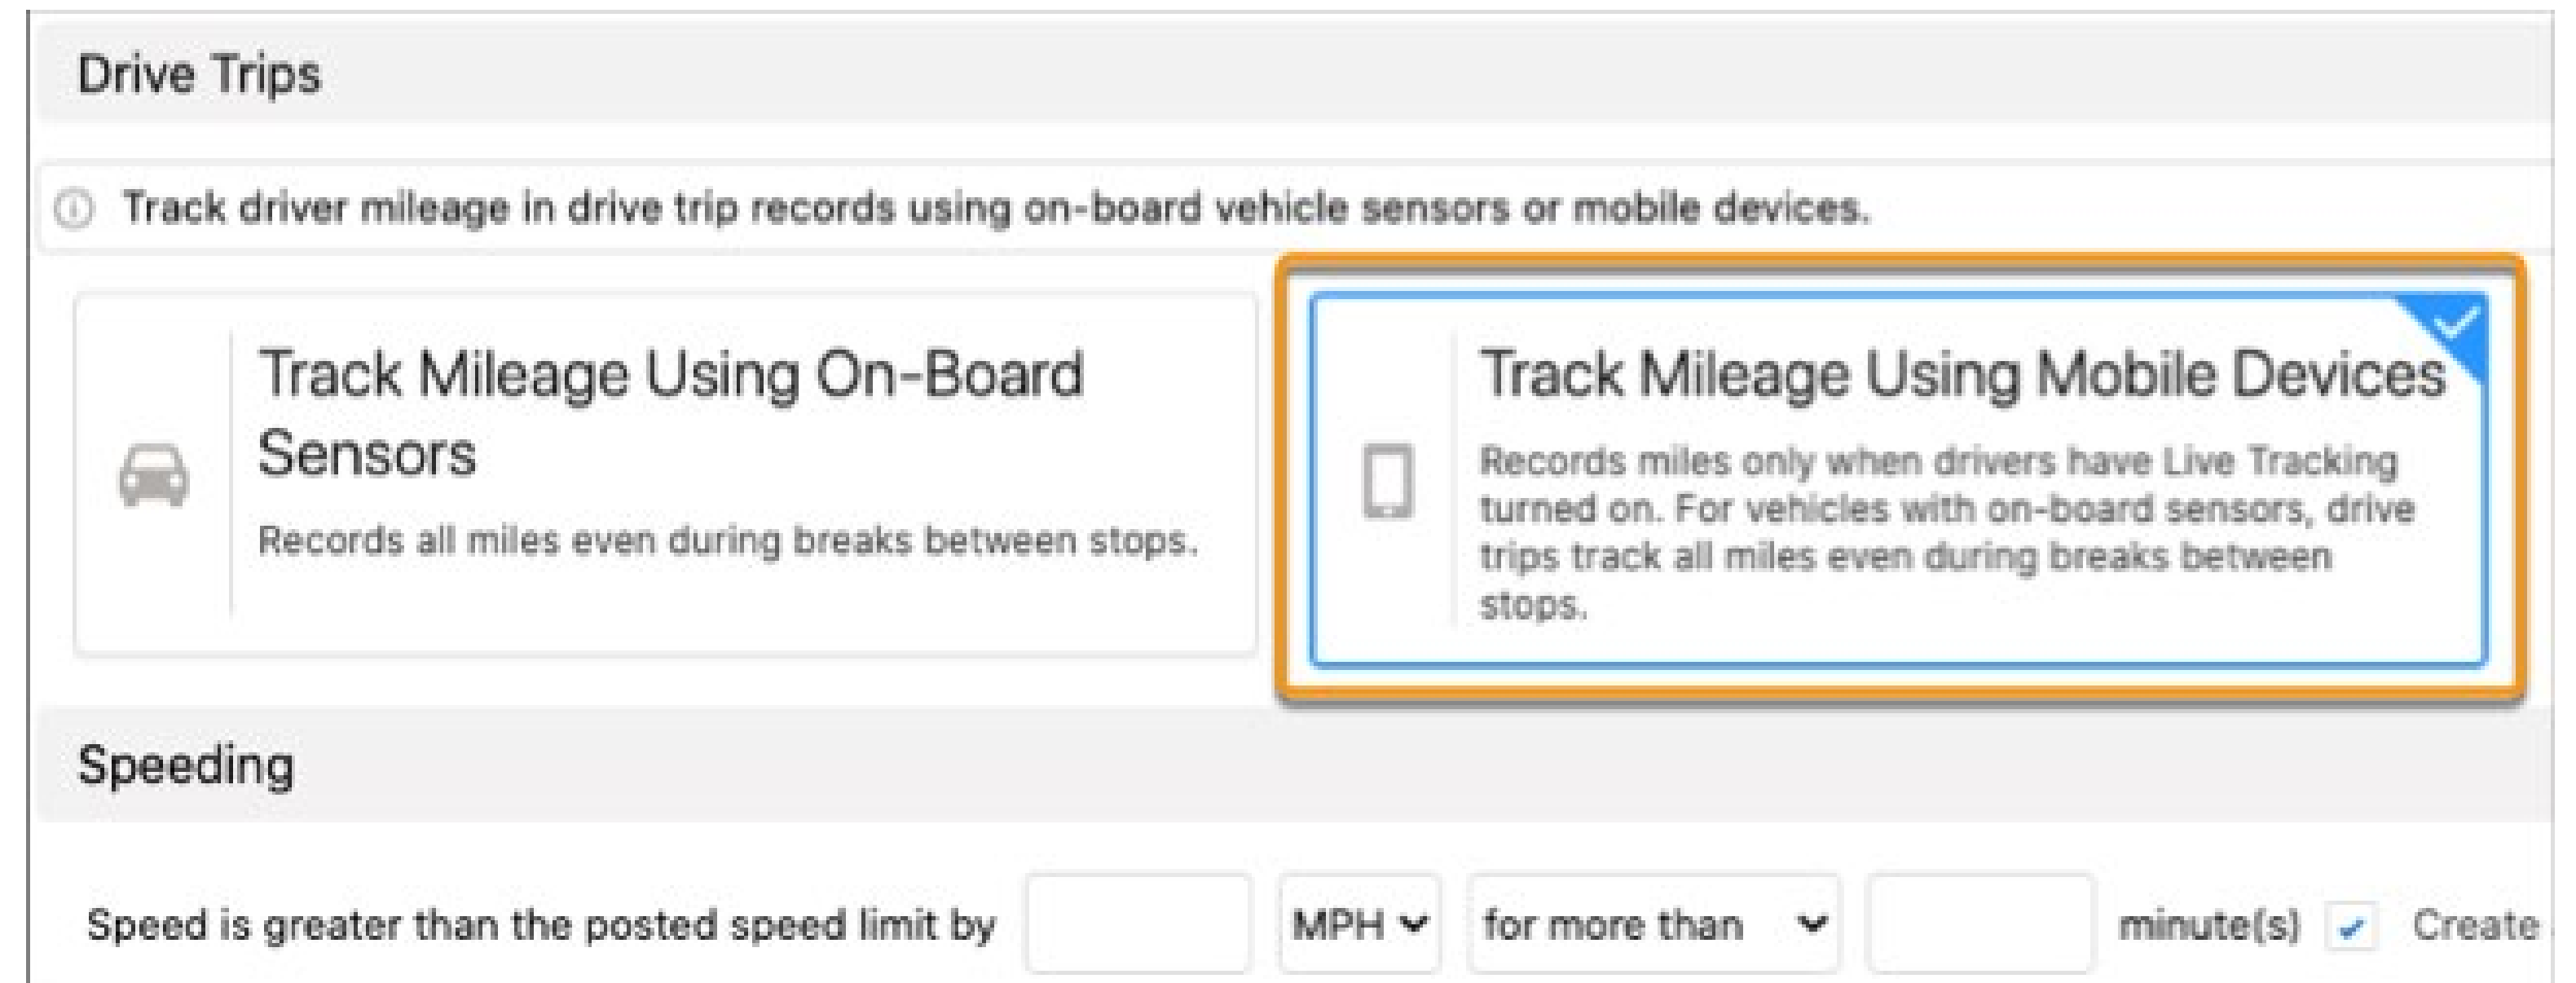 Drive Trips
Track driver mileage in drive trip records using on-board vehicle sensors or mobile devices.
Track Mileage Using On-Board
Sensors
Records all miles even during breaks between stops.
Track Mileage Using Mobile Devices
Records miles only when drivers have Live Tracking
turned on. For vehicles with on-board sensors, drive
trips track all miles even during breaks between
stops.
Speeding
Speed is greater than the posted speed limit by MPH for more than minute(s) Create